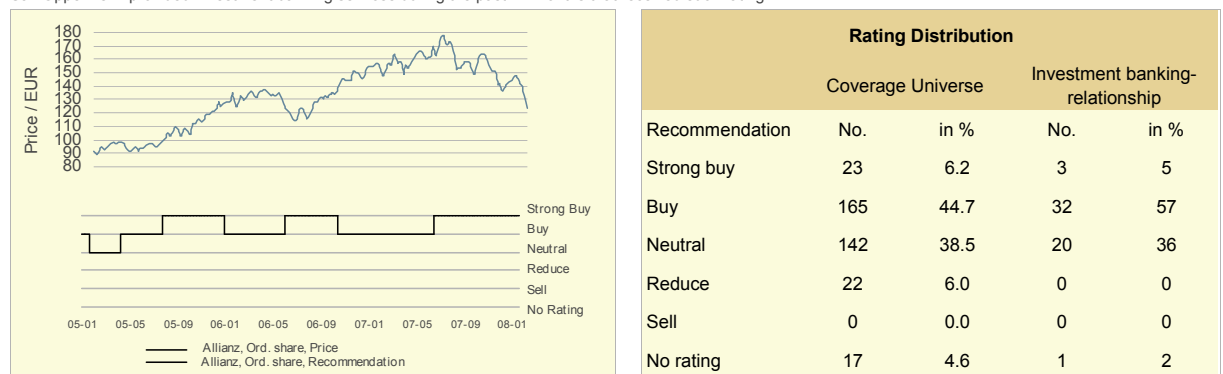 180
170
160
150
140
130
120
110
100
90
80
Price / EUR
Strong Buy
Buy
Neutral
Reduce
Sell
No Rating
05-01 05-05 05-09 06-01 06-05 06-09 07-01 07-05 07-09 08-01
Allianz, Ord. share, Price
Allianz, Ord. share, Recommendation
Rating Distribution
Coverage Universe Investment banking-
relationship
Recommendation No. in % No. in %
Strong buy 23 6.2 3 5
Buy 165 44.7 32 57
Neutral 142 38.5 20 36
Reduce 22 6.0 0 0
Sell 0 0.0 0 0
No rating 17 4.6 1 2